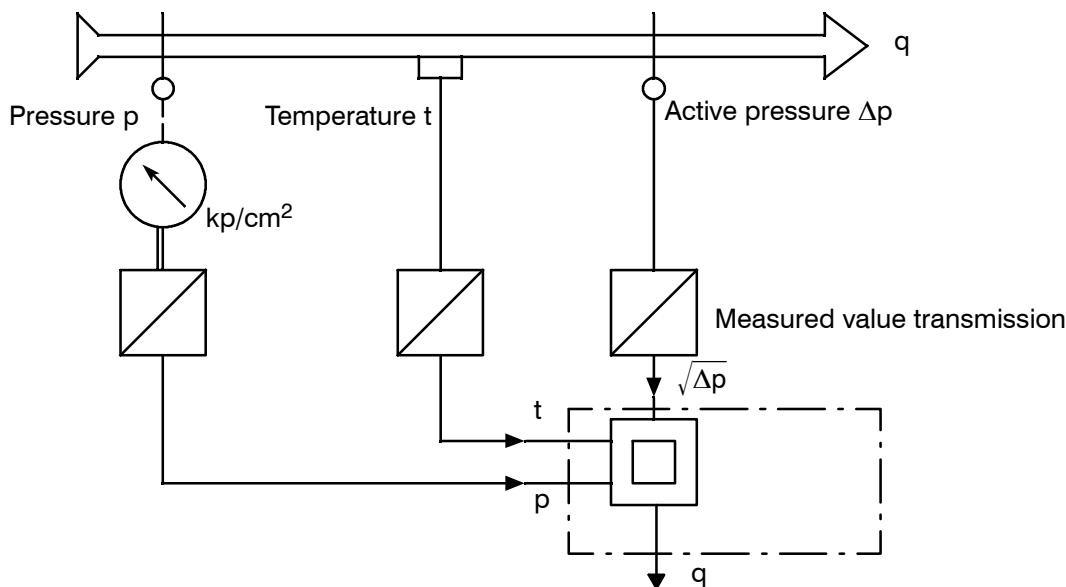 q
Pressure p
Temperature t
Active pressure Δp
kp/cm²
Measured value transmission
√Δp
t
p
q